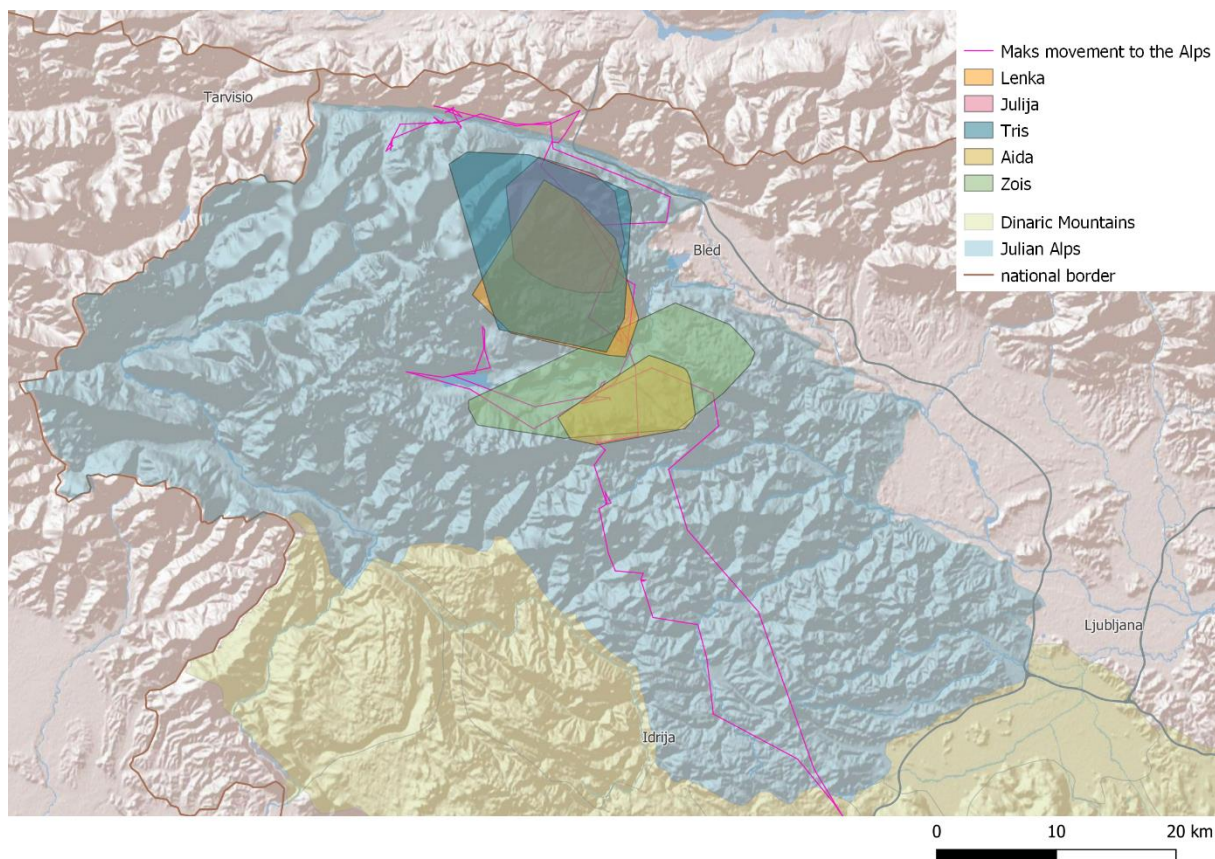 Maks movement to the Alps
Lenka
Julija
Tris
Aida
Zois
Dinaric Mountains
Julian Alps
national border
Tarvisio
Bled
Ljubljana
Idrija
0 10 20 km